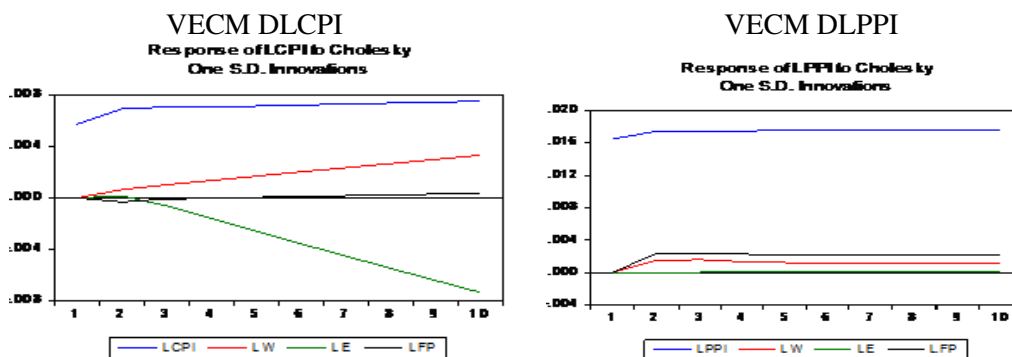 VECM DLCPI
Response of LCPI to Cholesky
One S.D. Innovations
.008
.004
.000
-.004
-.008
1 2 3 4 5 6 7 8 9 10
LCPI LW LE LFP
VECM DLPPI
Response of LPPI to Cholesky
One S.D. Innovations
.020
.016
.012
.008
.004
.000
-.004
1 2 3 4 5 6 7 8 9 10
LPPI LW LE LFP